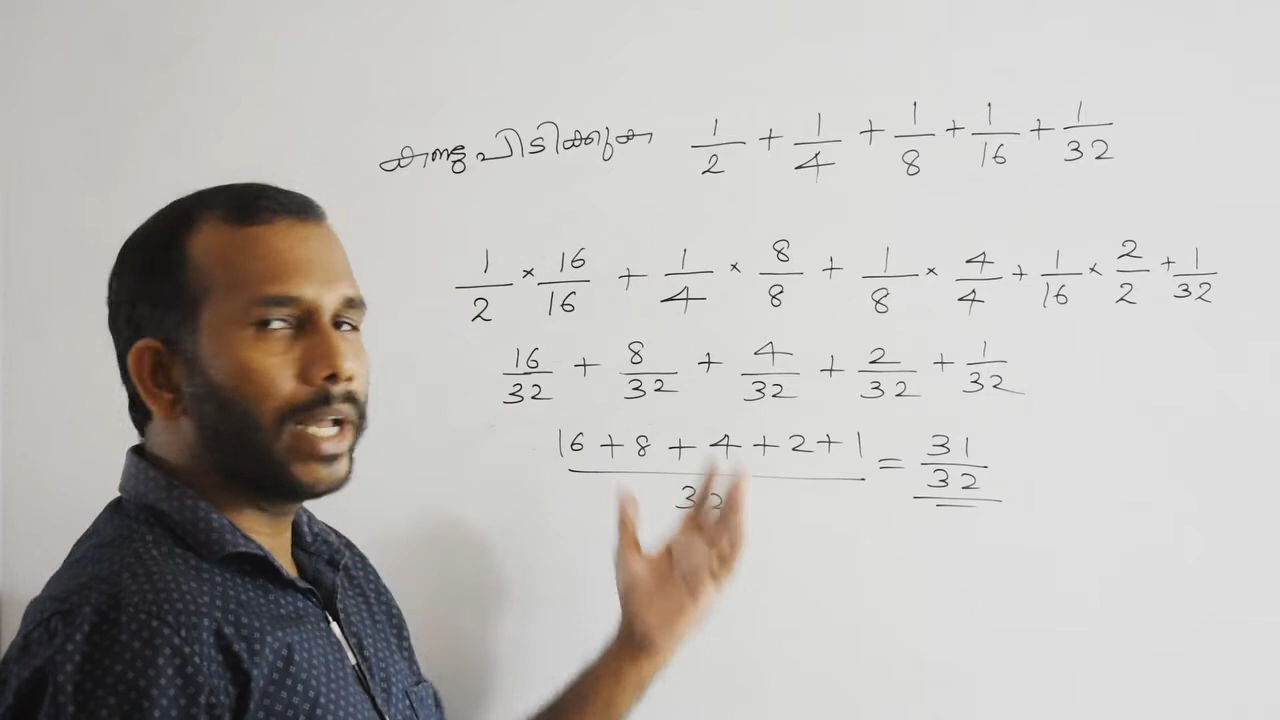 കണ്ടുപിടിക്കുക 1/2 + 1/4 + 1/8 + 1/16 + 1/32
1/2 × 16/16 + 1/4 × 8/8 + 1/8 × 4/4 + 1/16 × 2/2 + 1/32
16/32 + 8/32 + 4/32 + 2/32 + 1/32
16 + 8 + 4 + 2 + 1 / 32 = 31/32